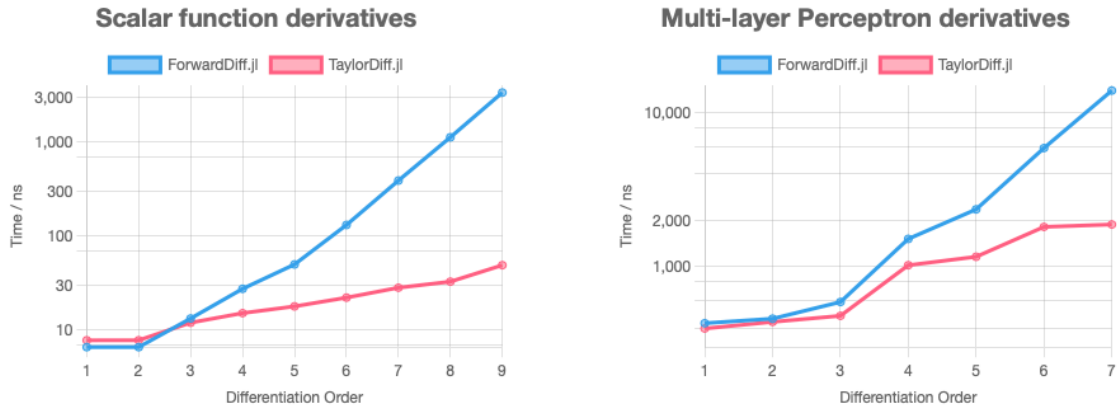 Scalar function derivatives
ForwardDiff.jl TaylorDiff.jl
Time / ns
3,000
1,000
300
100
30
10
1 2 3 4 5 6 7 8 9
Differentiation Order
Multi-layer Perceptron derivatives
ForwardDiff.jl TaylorDiff.jl
Time / ns
10,000
2,000
1,000
1 2 3 4 5 6 7
Differentiation Order